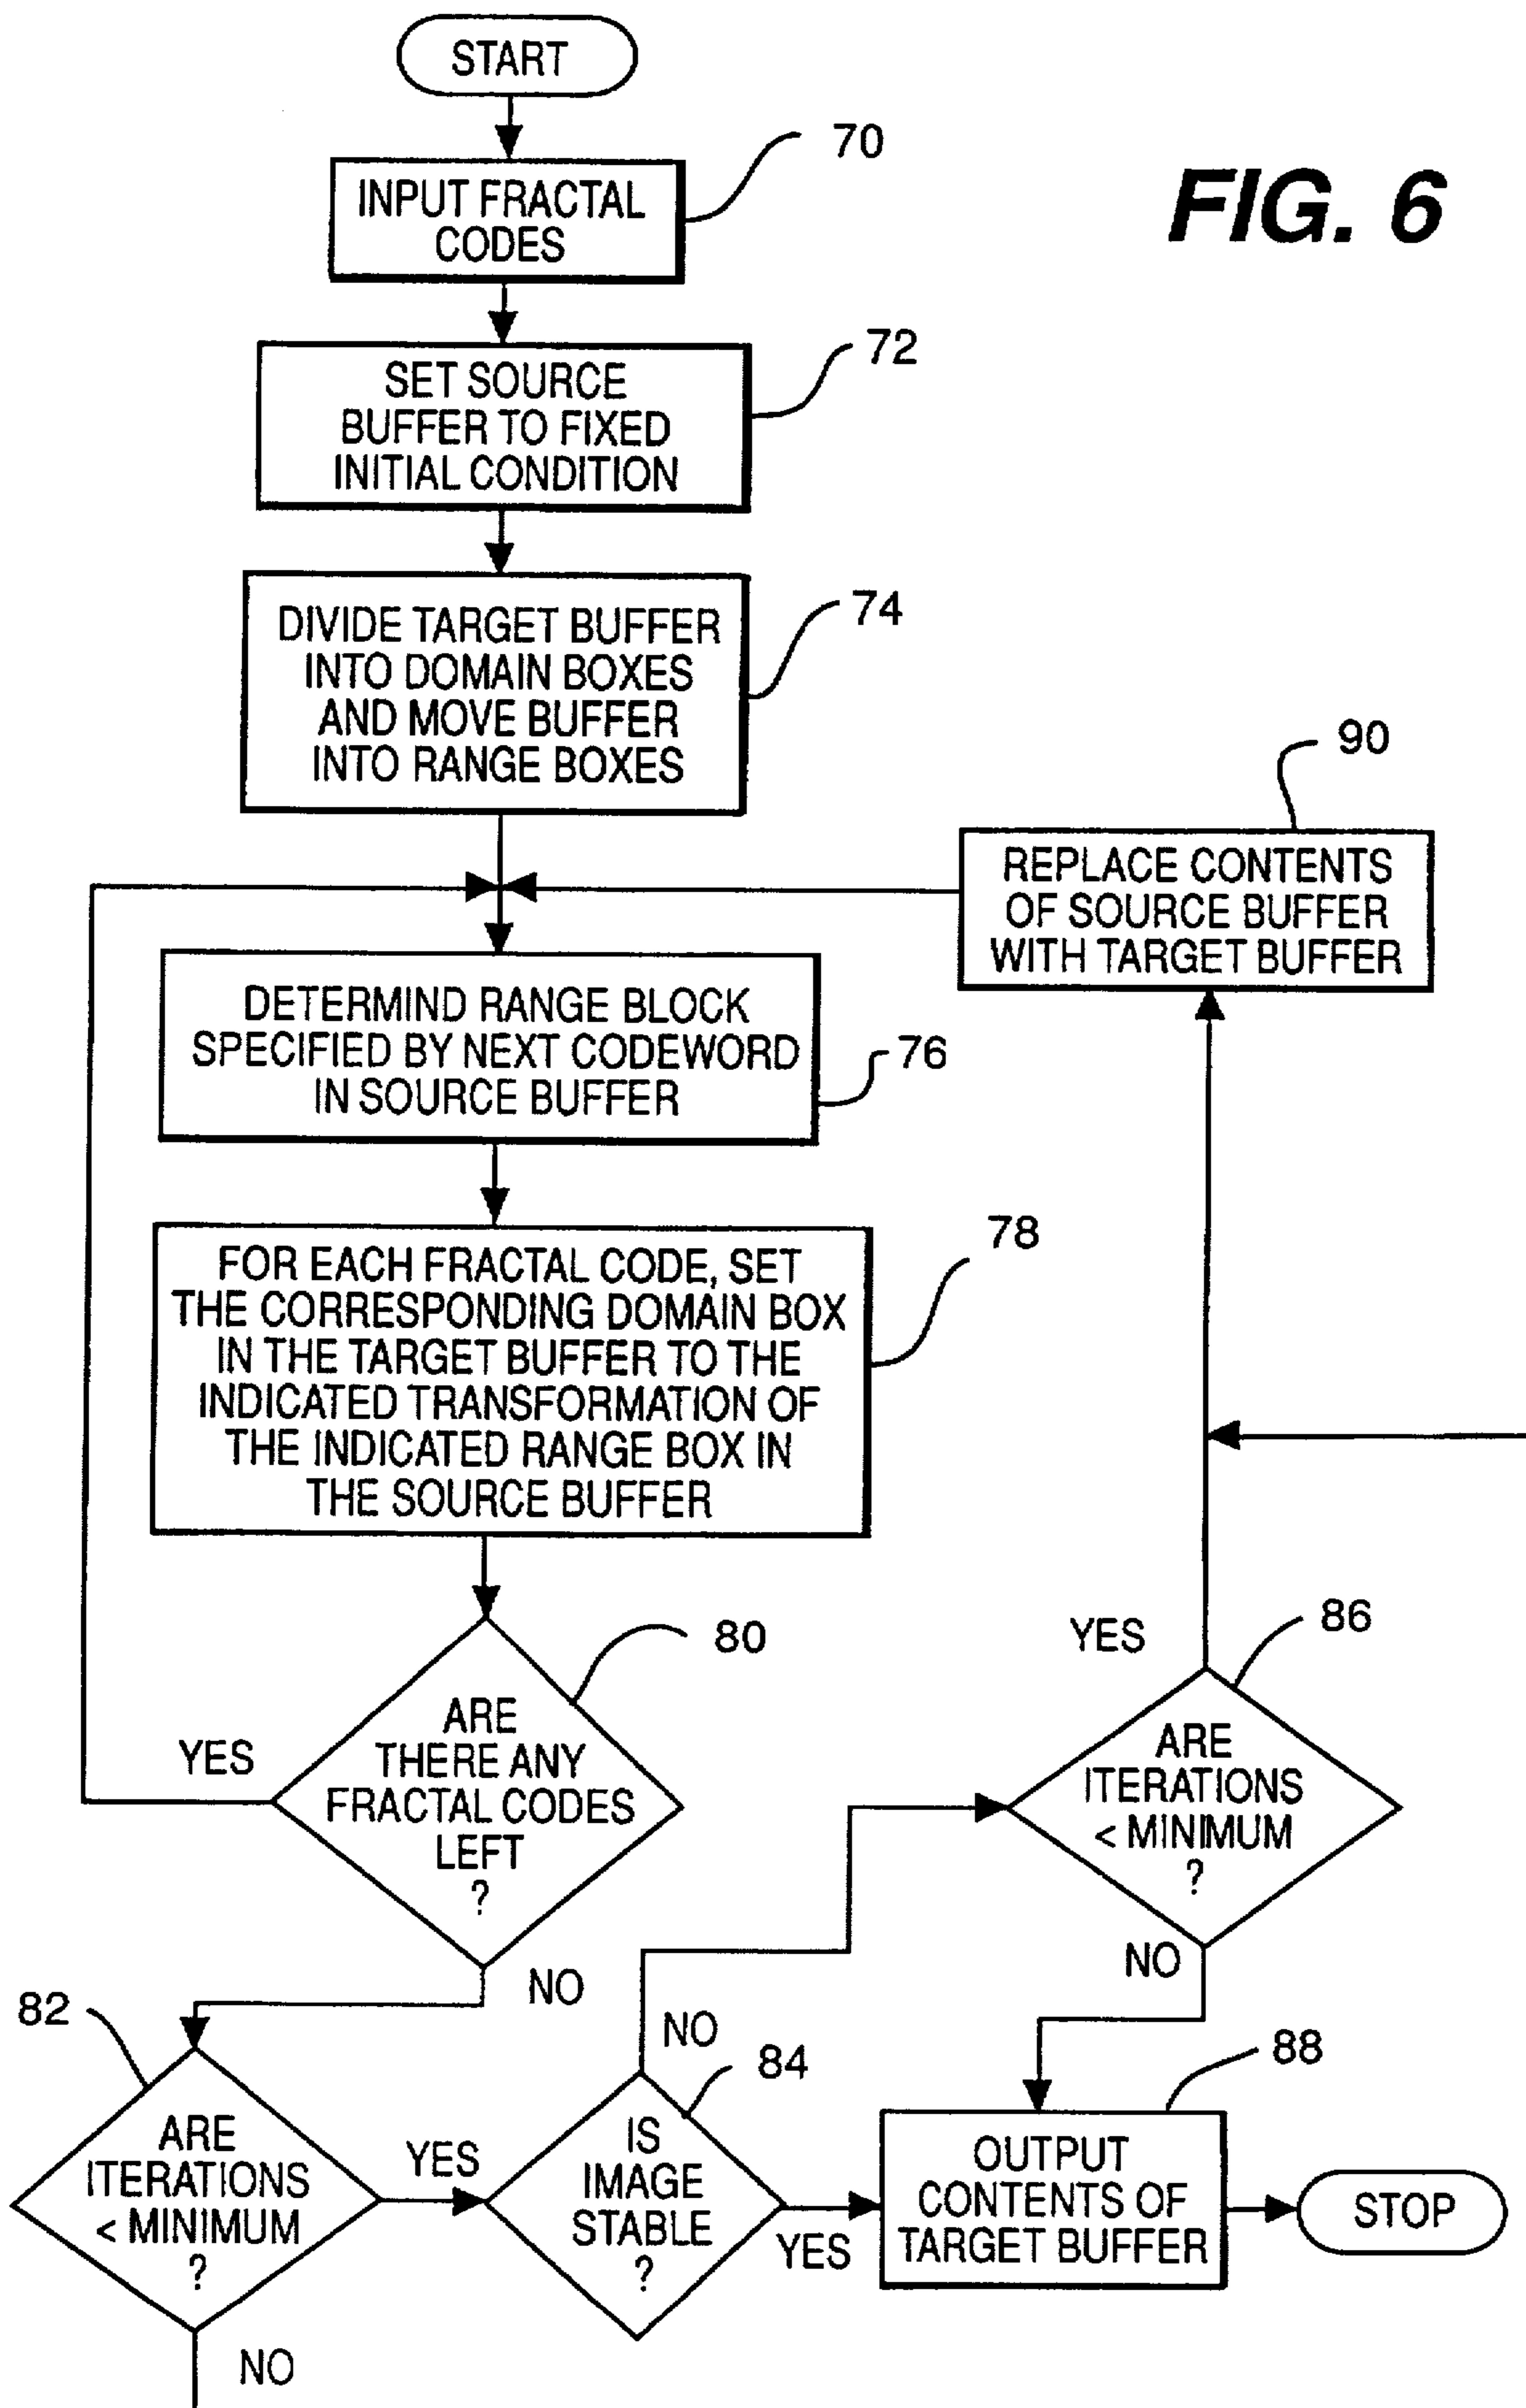 START
70
INPUT FRACTAL
CODES
FIG. 6
72
SET SOURCE
BUFFER TO FIXED
INITIAL CONDITION
74
DIVIDE TARGET BUFFER
INTO DOMAIN BOXES
AND MOVE BUFFER
INTO RANGE BOXES
90
REPLACE CONTENTS
OF SOURCE BUFFER
WITH TARGET BUFFER
DETERMIND RANGE BLOCK
SPECIFIED BY NEXT CODEWORD
IN SOURCE BUFFER
76
78
FOR EACH FRACTAL CODE, SET
THE CORRESPONDING DOMAIN BOX
IN THE TARGET BUFFER TO THE
INDICATED TRANSFORMATION OF
THE INDICATED RANGE BOX IN
THE SOURCE BUFFER
80
YES
ARE
THERE ANY
FRACTAL CODES
LEFT
?
NO
YES
86
ARE
ITERATIONS
< MINIMUM
?
NO
82
ARE
ITERATIONS
< MINIMUM
?
YES
NO
NO
84
IS
IMAGE
STABLE
?
YES
88
OUTPUT
CONTENTS OF
TARGET BUFFER
STOP